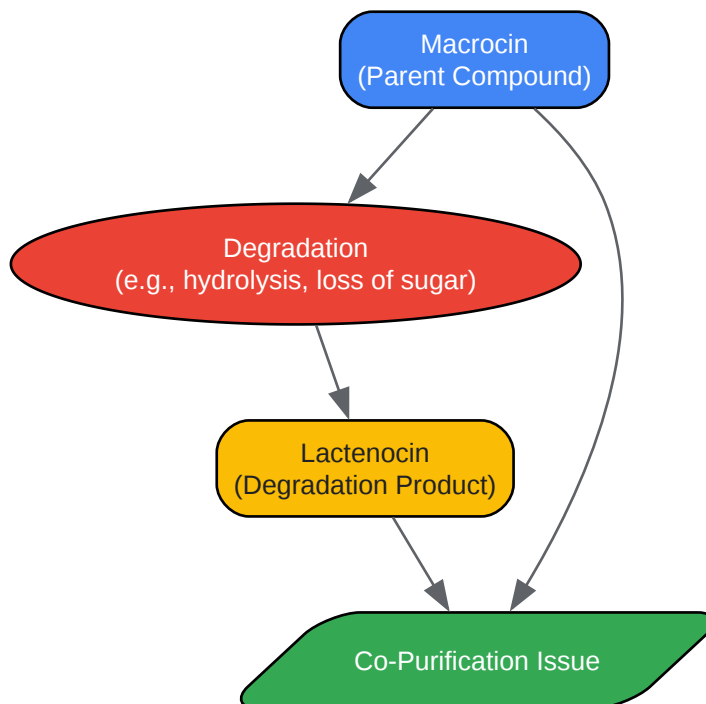 Macrocin
(Parent Compound)
Degradation
(e.g., hydrolysis, loss of sugar)
Lactenocin
(Degradation Product)
Co-Purification Issue